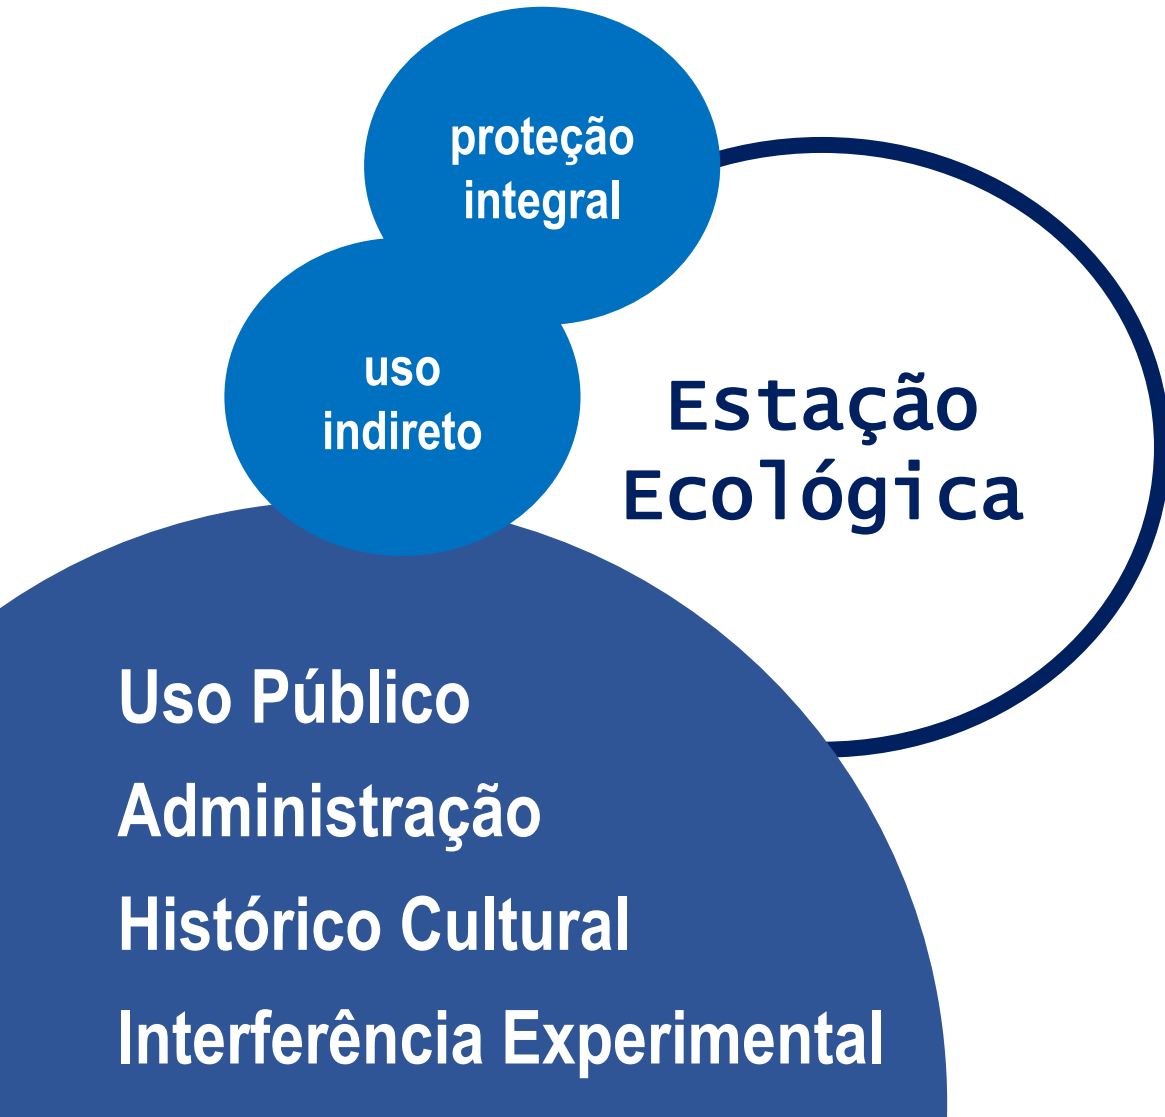 proteção
integral
uso
indireto
Estação
Ecológica
Uso Público
Administração
Histórico Cultural
Interferência Experimental